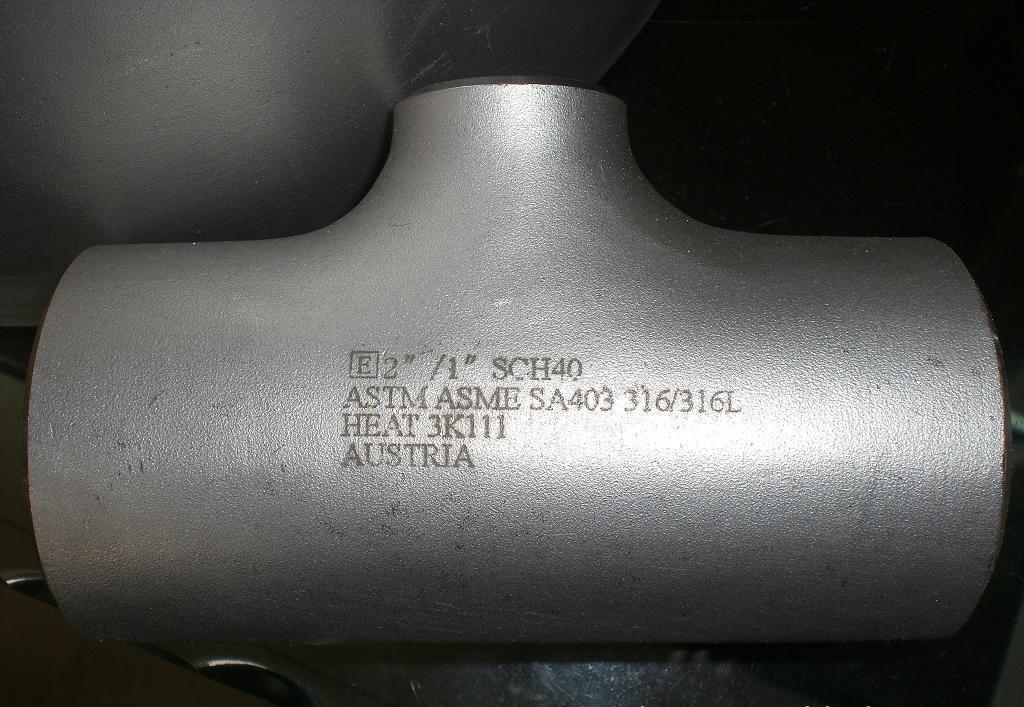 E 2" /1" SCH40
ASTM ASME SA403 316/316L
HEAT 3K111
AUSTRIA